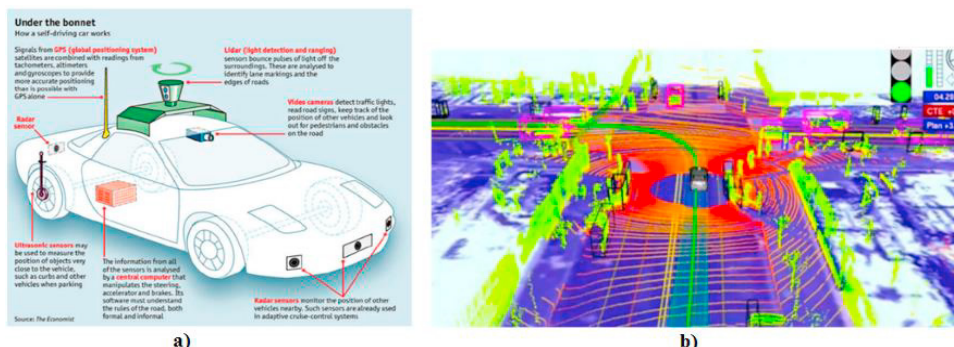 Under the bonnet
How a self-driving car works
Signals from GPS (global positioning system)
satellites are combined with readings from
tachometers, altimeters
and gyroscopes to provide
more accurate positioning
than is possible with
GPS alone
Lidar (light detection and ranging)
sensors bounce pulses of light off the
surroundings. These are analysed to
identify lane markings and the
edges of roads
Video cameras detect traffic lights,
read road signs, keep track of the
position of other vehicles and look
out for pedestrians and obstacles
on the road
Radar
sensor
Ultrasonic sensors may
be used to measure the
position of objects very
close to the vehicle,
such as curbs and other
vehicles when parking
The information from all
of the sensors is analysed
by a central computer that
manipulates the steering,
accelerator and brakes. Its
software must understand
the rules of the road, both
formal and informal
Radar sensors monitor the position of other
vehicles nearby. Such sensors are already used
in adaptive cruise-control systems
Source: The Economist
a)
04.28
CTE
Plan
b)